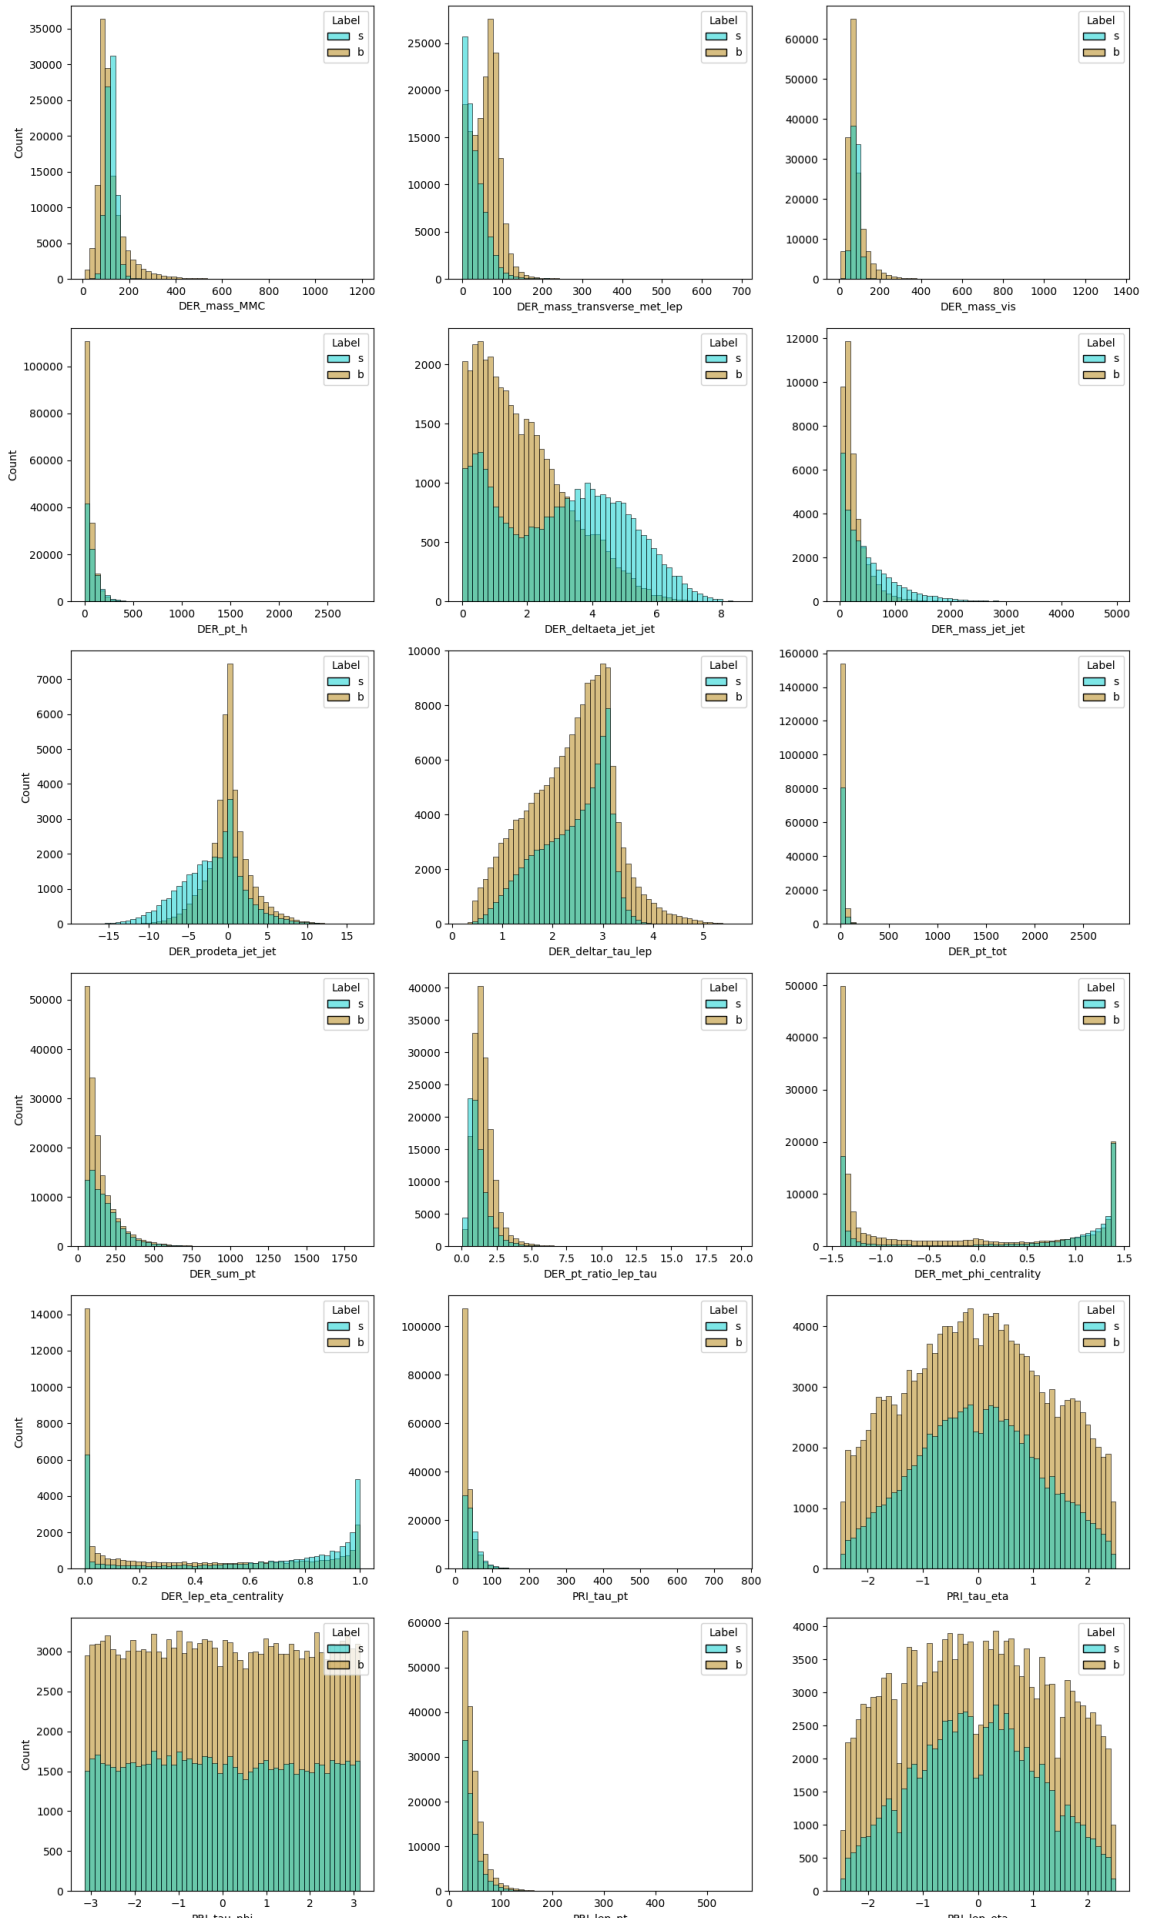 Label
s
b
35000
30000
25000
20000
15000
10000
5000
0
Count
0 200 400 600 800 1000 1200
DER_mass_MMC
Label
s
b
25000
20000
15000
10000
5000
0
0 100 200 300 400 500 600 700
DER_mass_transverse_met_lep
Label
s
b
60000
50000
40000
30000
20000
10000
0
0 200 400 600 800 1000 1200 1400
DER_mass_vis
Label
s
b
100000
80000
60000
40000
20000
0
Count
0 500 1000 1500 2000 2500
DER_pt_h
Label
s
b
2000
1500
1000
500
0
0 2 4 6 8
DER_deltaeta_jet_jet
Label
s
b
12000
10000
8000
6000
4000
2000
0
0 1000 2000 3000 4000 5000
DER_mass_jet_jet
Label
s
b
7000
6000
5000
4000
3000
2000
1000
0
Count
−15 −10 −5 0 5 10 15
DER_prodeta_jet_jet
Label
s
b
10000
8000
6000
4000
2000
0
0 1 2 3 4 5
DER_deltar_tau_lep
Label
s
b
160000
140000
120000
100000
80000
60000
40000
20000
0
0 500 1000 1500 2000 2500
DER_pt_tot
Label
s
b
50000
40000
30000
20000
10000
0
Count
0 250 500 750 1000 1250 1500 1750
DER_sum_pt
Label
s
b
40000
35000
30000
25000
20000
15000
10000
5000
0
0.0 2.5 5.0 7.5 10.0 12.5 15.0 17.5 20.0
DER_pt_ratio_lep_tau
Label
s
b
50000
40000
30000
20000
10000
0
−1.5 −1.0 −0.5 0.0 0.5 1.0 1.5
DER_met_phi_centrality
Label
s
b
14000
12000
10000
8000
6000
4000
2000
0
Count
0.0 0.2 0.4 0.6 0.8 1.0
DER_lep_eta_centrality
Label
s
b
100000
80000
60000
40000
20000
0
0 100 200 300 400 500 600 700 800
PRI_tau_pt
Label
s
b
4000
3000
2000
1000
0
−2 −1 0 1 2
PRI_tau_eta
Label
s
b
3000
2500
2000
1500
1000
500
0
Count
−3 −2 −1 0 1 2 3
PRI_tau_phi
Label
s
b
60000
50000
40000
30000
20000
10000
0
0 100 200 300 400 500
PRI_lep_pt
Label
s
b
4000
3500
3000
2500
2000
1500
1000
500
0
−2 −1 0 1 2
PRI_lep_eta